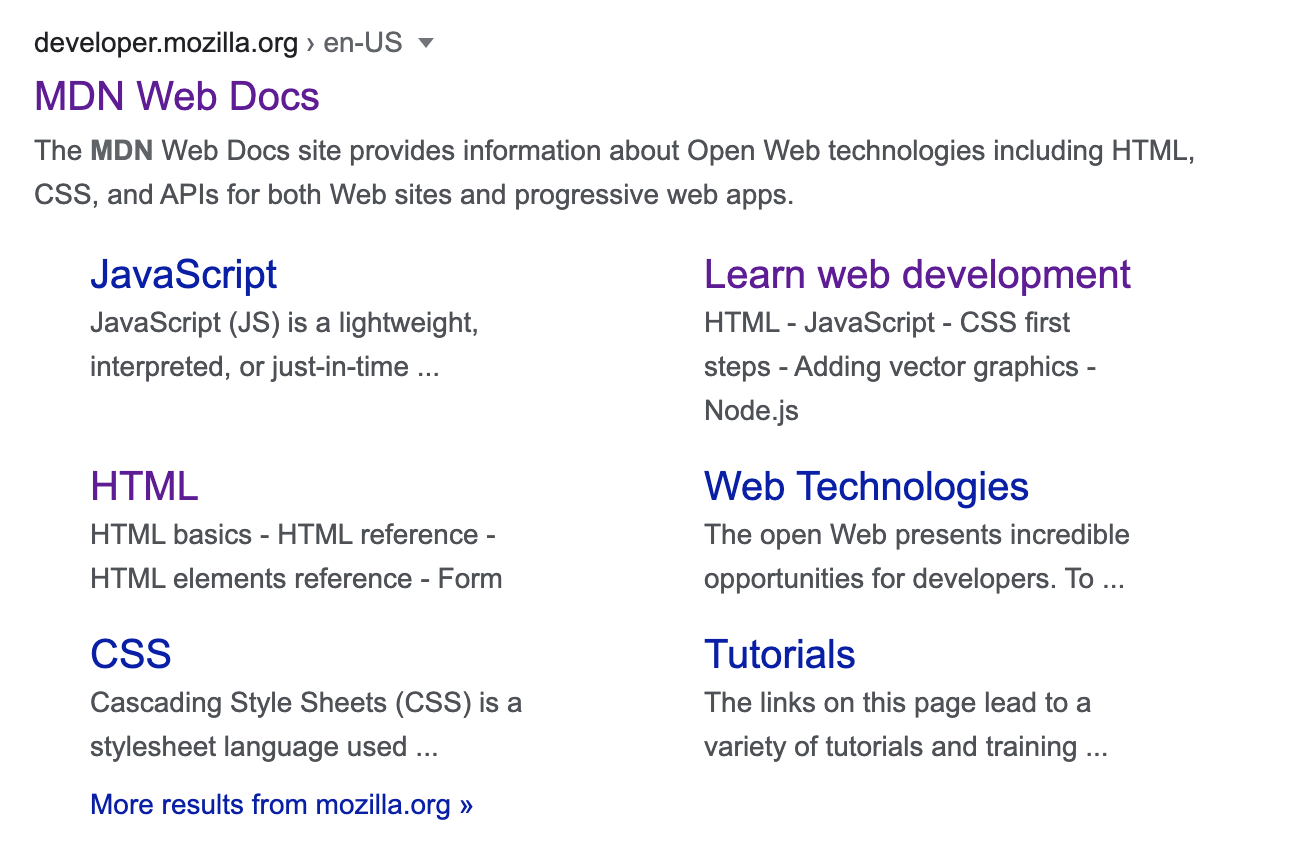 developer.mozilla.org › en-US
MDN Web Docs
The MDN Web Docs site provides information about Open Web technologies including HTML,
CSS, and APIs for both Web sites and progressive web apps.
JavaScript
JavaScript (JS) is a lightweight,
interpreted, or just-in-time ...
Learn web development
HTML - JavaScript - CSS first
steps - Adding vector graphics -
Node.js
HTML
HTML basics - HTML reference -
HTML elements reference - Form
Web Technologies
The open Web presents incredible
opportunities for developers. To ...
CSS
Cascading Style Sheets (CSS) is a
stylesheet language used ...
Tutorials
The links on this page lead to a
variety of tutorials and training ...
More results from mozilla.org »